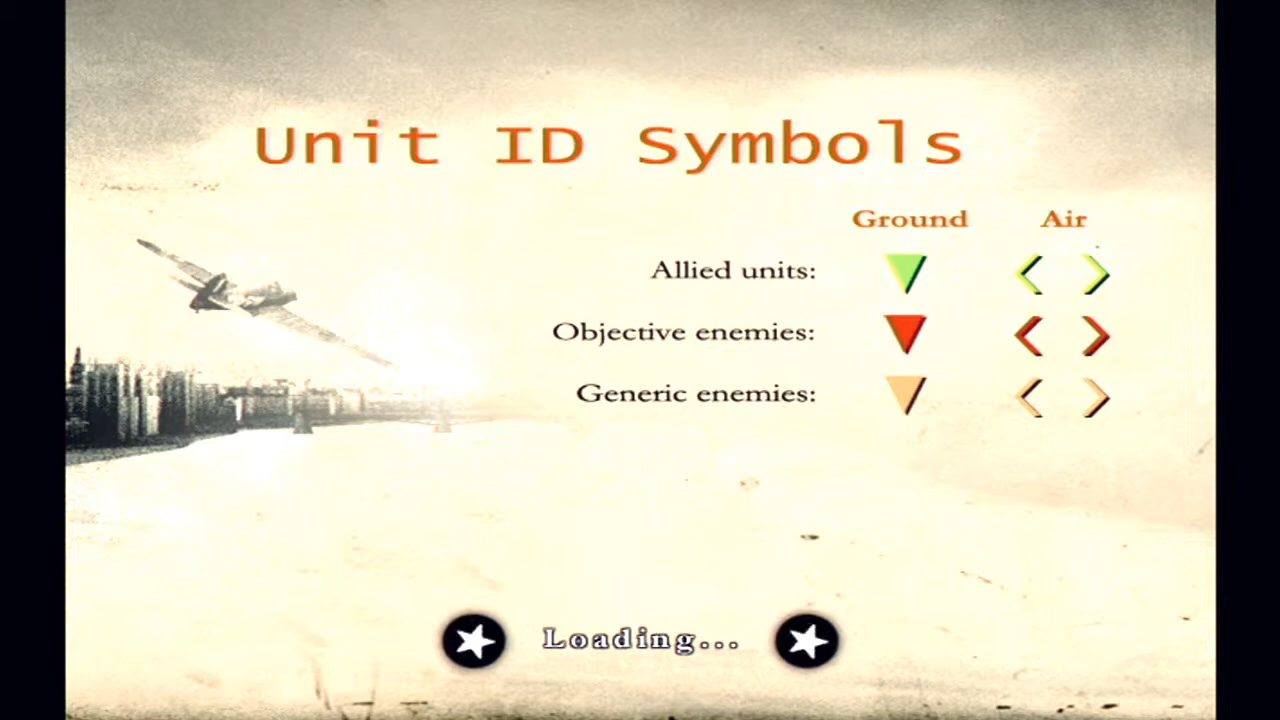 Unit ID Symbols
Ground Air
Allied units:
Objective enemies:
Generic enemies:
Loading...